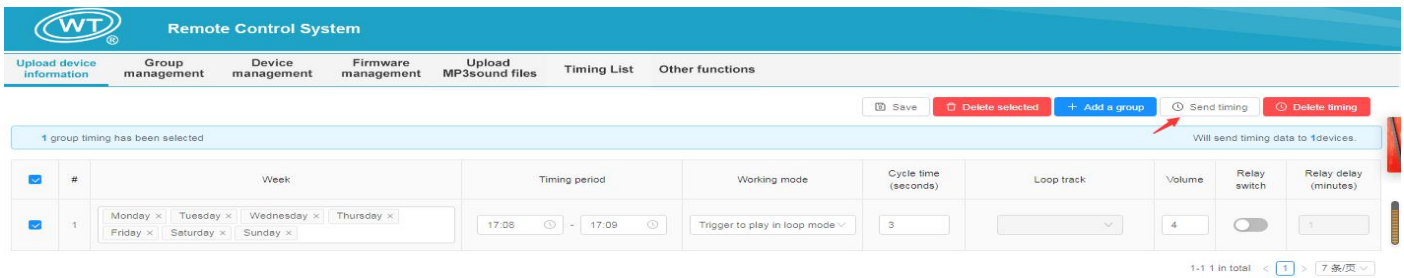 WT ®
Remote Control System
Upload device information
Group management
Device management
Firmware management
Upload MP3sound files
Timing List
Other functions
Save
Delete selected
+ Add a group
Send timing
Delete timing
1 group timing has been selected
Will send timing data to 1devices.
# Week Timing period Working mode Cycle time (seconds) Loop track Volume Relay switch Relay delay (minutes)
1
Monday × Tuesday × Wednesday × Thursday ×
Friday × Saturday × Sunday ×
17:08 - 17:09
Trigger to play in loop mode
3
4
1
1-1 1 in total < 1 > 7 条/页